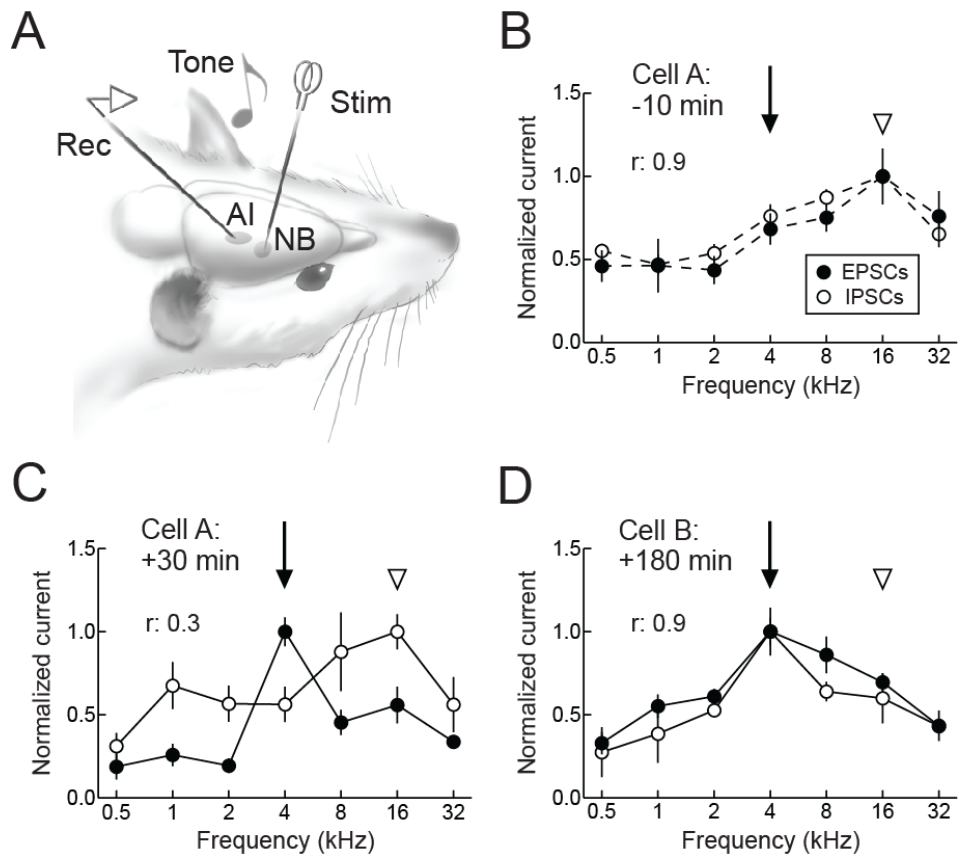 A
Tone
Stim
Rec
AI
NB
B
Cell A:
-10 min
r: 0.9
EPSCs
IPSCs
Normalized current
1.5
1.0
0.5
0.0
0.5 1 2 4 8 16 32
Frequency (kHz)
C
Cell A:
+30 min
r: 0.3
Normalized current
1.5
1.0
0.5
0.0
0.5 1 2 4 8 16 32
Frequency (kHz)
D
Cell B:
+180 min
r: 0.9
Normalized current
1.5
1.0
0.5
0.0
0.5 1 2 4 8 16 32
Frequency (kHz)